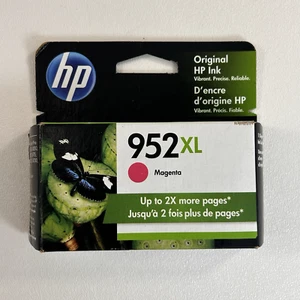 hp
Original
HP Ink
Vibrant. Precise. Reliable.
D'encre
d'origine HP
952XL
Magenta
Up to 2X more pages*
Jusqu'à 2 fois plus de pages*